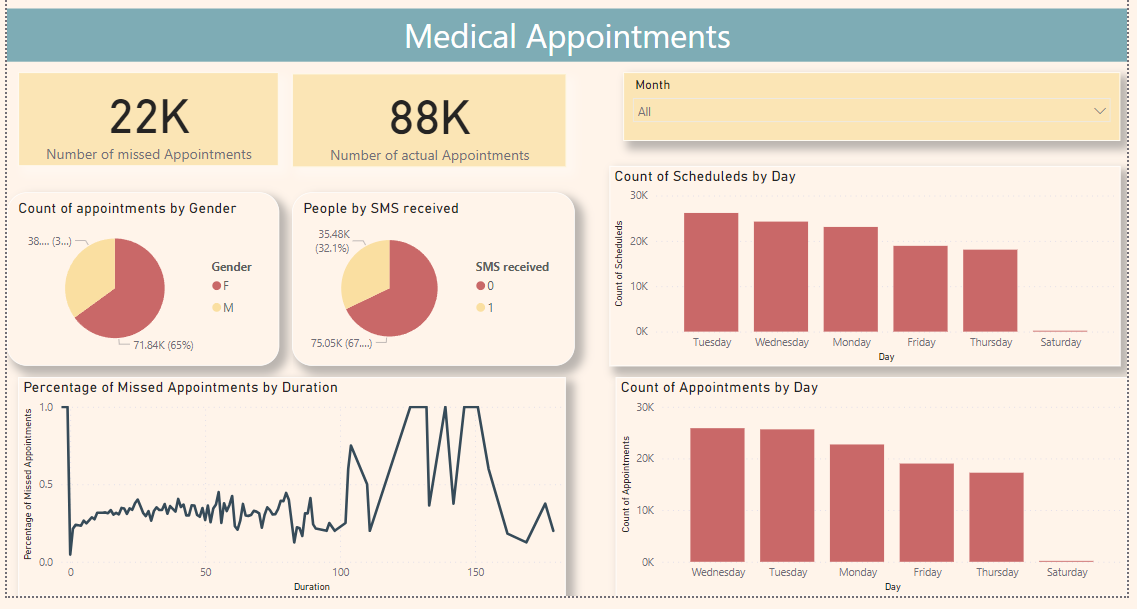 Medical Appointments
22K
Number of missed Appointments
88K
Number of actual Appointments
Month
All
Count of appointments by Gender
38.... (3...)
71.84K (65%)
Gender
F
M
People by SMS received
35.48K
(32.1%)
75.05K (67....)
SMS received
0
1
Count of Scheduleds by Day
Count of Scheduleds
30K
20K
10K
0K
Tuesday
Wednesday
Monday
Friday
Thursday
Saturday
Day
Percentage of Missed Appointments by Duration
Percentage of Missed Appointments
1.0
0.5
0.0
0
50
100
150
Duration
Count of Appointments by Day
Count of Appointments
30K
20K
10K
0K
Wednesday
Tuesday
Monday
Friday
Thursday
Saturday
Day